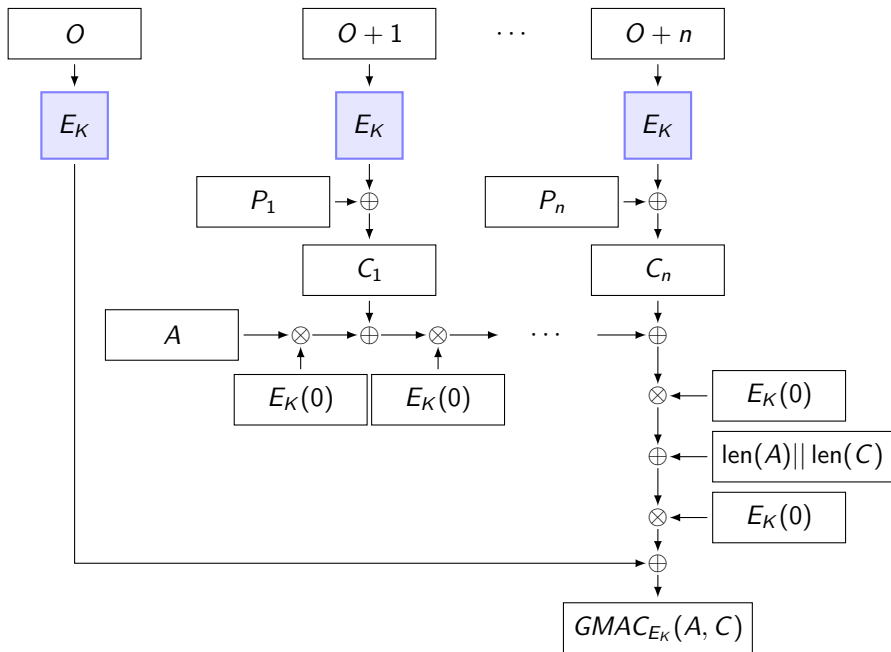 O
O + 1
· · ·
O + n
E_K
E_K
E_K
P_1
⊕
P_n
⊕
C_1
C_n
A
⊗
⊕
⊗
· · ·
⊕
E_K(0)
E_K(0)
⊗
E_K(0)
⊕
len(A)|| len(C)
⊗
E_K(0)
⊕
GMAC_{E_K}(A, C)